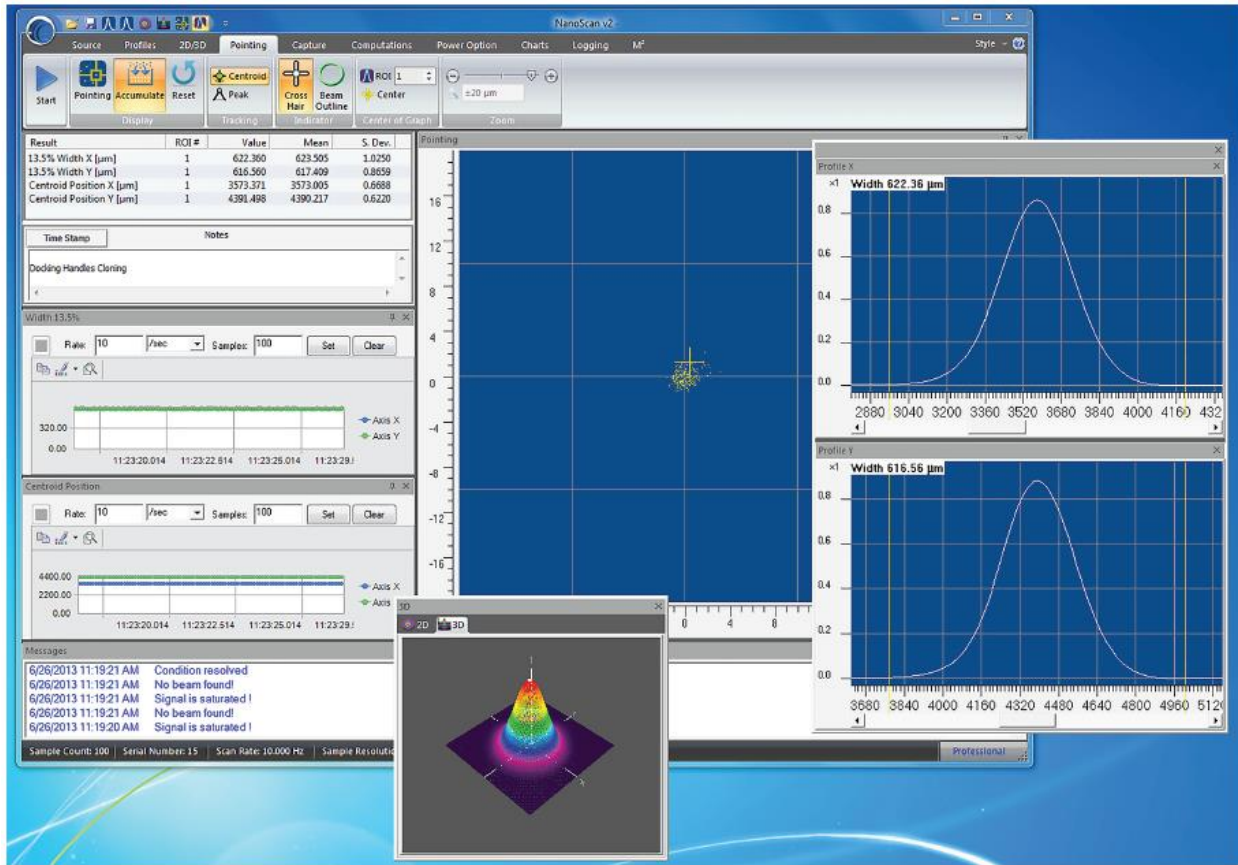 NanoScan v2
Source Profiles 2D/3D Pointing Capture Computations Power Option Charts Logging M² Style
Start
Pointing Accumulate Reset
Display
Centroid
Peak
Tracking
Cross Hair Beam Outline
Indicator
ROI 1
Center
Center of Graph
±20 µm
Zoom
Result ROI # Value Mean S. Dev.
13.5% Width X [µm] 1 622.360 623.505 1.0250
13.5% Width Y [µm] 1 616.560 617.409 0.8659
Centroid Position X [µm] 1 3573.371 3573.005 0.6688
Centroid Position Y [µm] 1 4391.498 4390.217 0.6220
Time Stamp Notes
Docking Handles Cloning
Width 13.5%
Rate: 10 /sec Samples: 100 Set Clear
320.00
0.00
Axis X
Axis Y
11:23:20.014 11:23:22.614 11:23:25.014 11:23:29.
Centroid Position
Rate: 10 /sec Samples: 100 Set Clear
4400.00
2200.00
0.00
Axis X
Axis
11:23:20.014 11:23:22.614 11:23:25.014 11:23:29.
Messages
6/26/2013 11:19:21 AM Condition resolved
6/26/2013 11:19:21 AM No beam found!
6/26/2013 11:19:21 AM Signal is saturated !
6/26/2013 11:19:21 AM No beam found!
6/26/2013 11:19:20 AM Signal is saturated !
Sample Count: 100 Serial Number: 15 Scan Rate: 10.000 Hz Sample Resolutio
Professional
Pointing
16
12
8
4
0
-4
-8
-12
-16
0 4 8
3D
2D 3D
Profile X
×1 Width 622.36 µm
0.8
0.6
0.4
0.2
0.0
2880 3040 3200 3360 3520 3680 3840 4000 4160 432
Profile Y
×1 Width 616.56 µm
0.8
0.6
0.4
0.2
0.0
3680 3840 4000 4160 4320 4480 4640 4800 4960 512